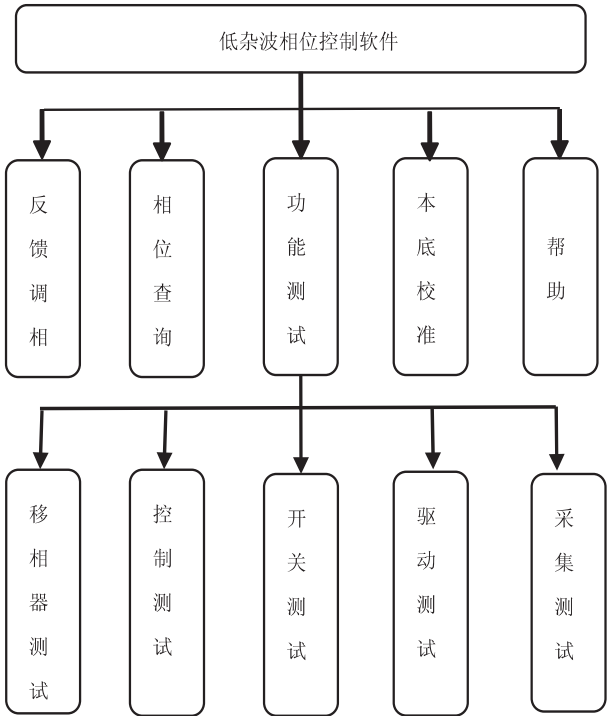 低杂波相位控制软件
反馈调相
相位查询
功能测试
本底校准
帮助
移相器测试
控制测试
开关测试
驱动测试
采集测试